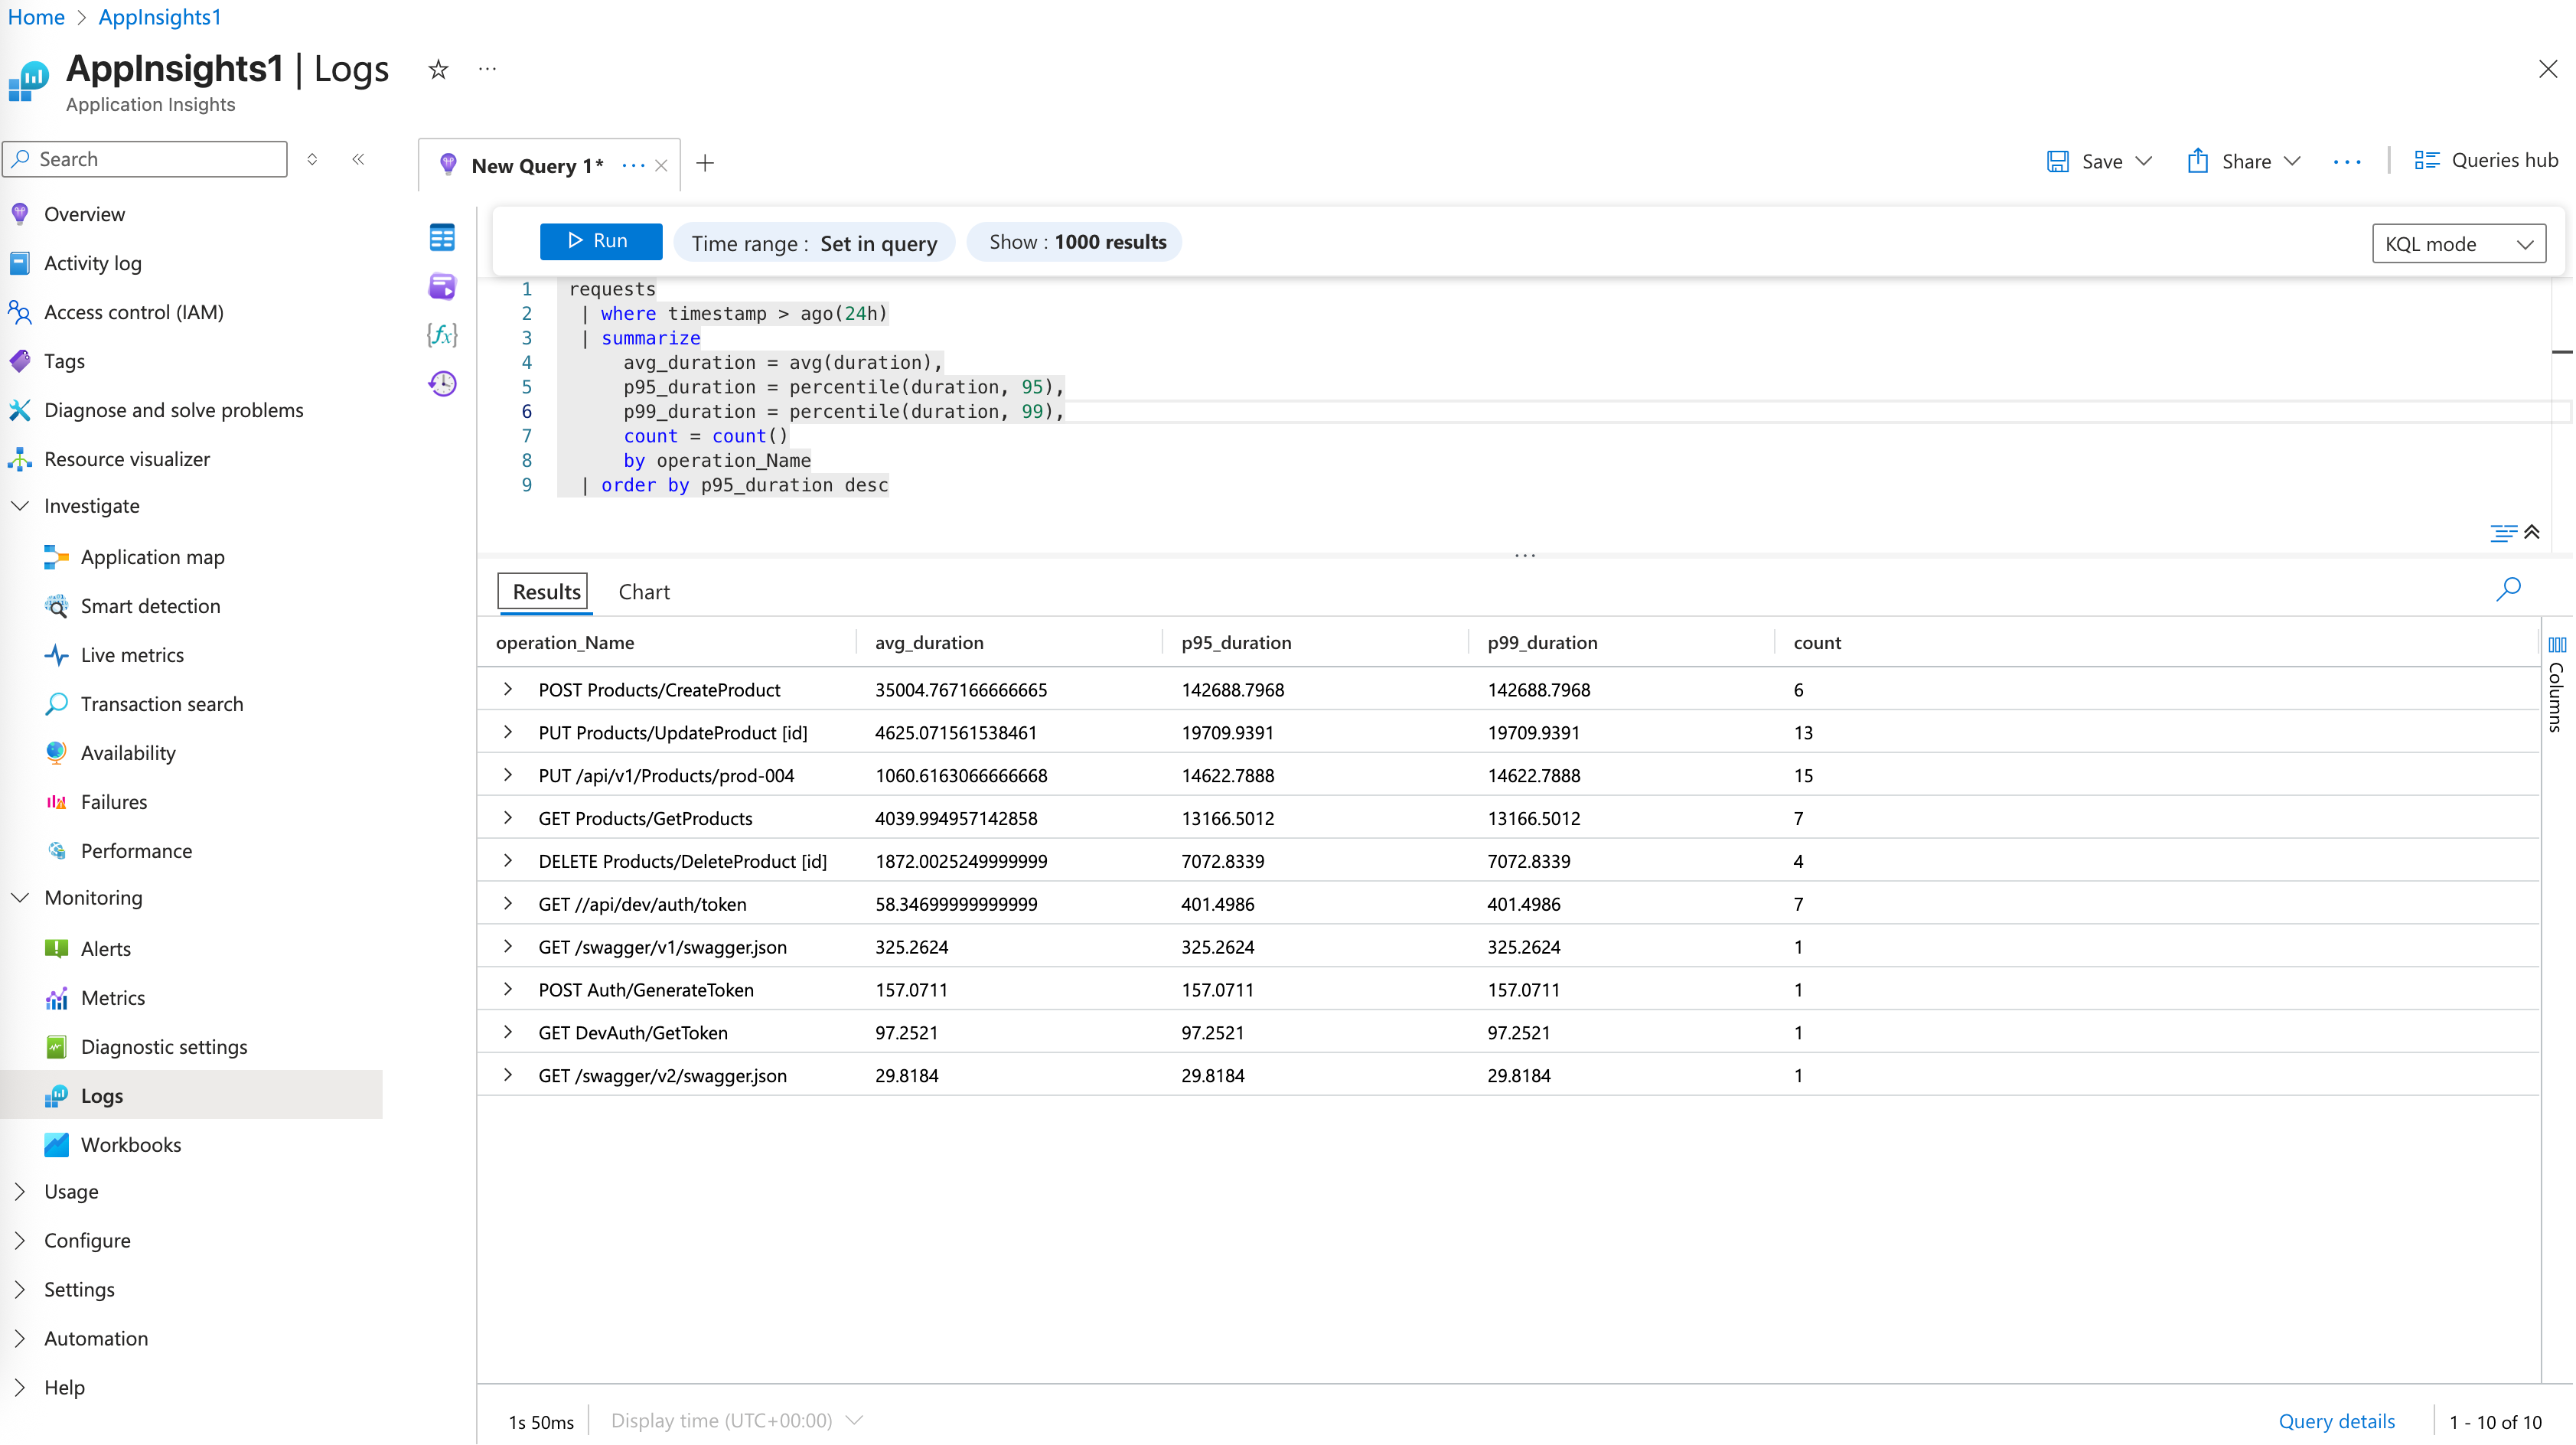 Home > AppInsights1
AppInsights1 | Logs
Application Insights
Search
Overview
Activity log
Access control (IAM)
Tags
Diagnose and solve problems
Resource visualizer
Investigate
Application map
Smart detection
Live metrics
Transaction search
Availability
Failures
Performance
Monitoring
Alerts
Metrics
Diagnostic settings
Logs
Workbooks
Usage
Configure
Settings
Automation
Help
New Query 1*
Save Share Queries hub
Run Time range : Set in query Show : 1000 results KQL mode
1 requests
2 | where timestamp > ago(24h)
3 | summarize
4 avg_duration = avg(duration),
5 p95_duration = percentile(duration, 95),
6 p99_duration = percentile(duration, 99),
7 count = count()
8 by operation_Name
9 | order by p95_duration desc
Results Chart
operation_Name avg_duration p95_duration p99_duration count
POST Products/CreateProduct 35004.767166666665 142688.7968 142688.7968 6
PUT Products/UpdateProduct [id] 4625.071561538461 19709.9391 19709.9391 13
PUT /api/v1/Products/prod-004 1060.6163066666668 14622.7888 14622.7888 15
GET Products/GetProducts 4039.994957142858 13166.5012 13166.5012 7
DELETE Products/DeleteProduct [id] 1872.0025249999999 7072.8339 7072.8339 4
GET //api/dev/auth/token 58.34699999999999 401.4986 401.4986 7
GET /swagger/v1/swagger.json 325.2624 325.2624 325.2624 1
POST Auth/GenerateToken 157.0711 157.0711 157.0711 1
GET DevAuth/GetToken 97.2521 97.2521 97.2521 1
GET /swagger/v2/swagger.json 29.8184 29.8184 29.8184 1
Columns
1s 50ms Display time (UTC+00:00) Query details 1 - 10 of 10